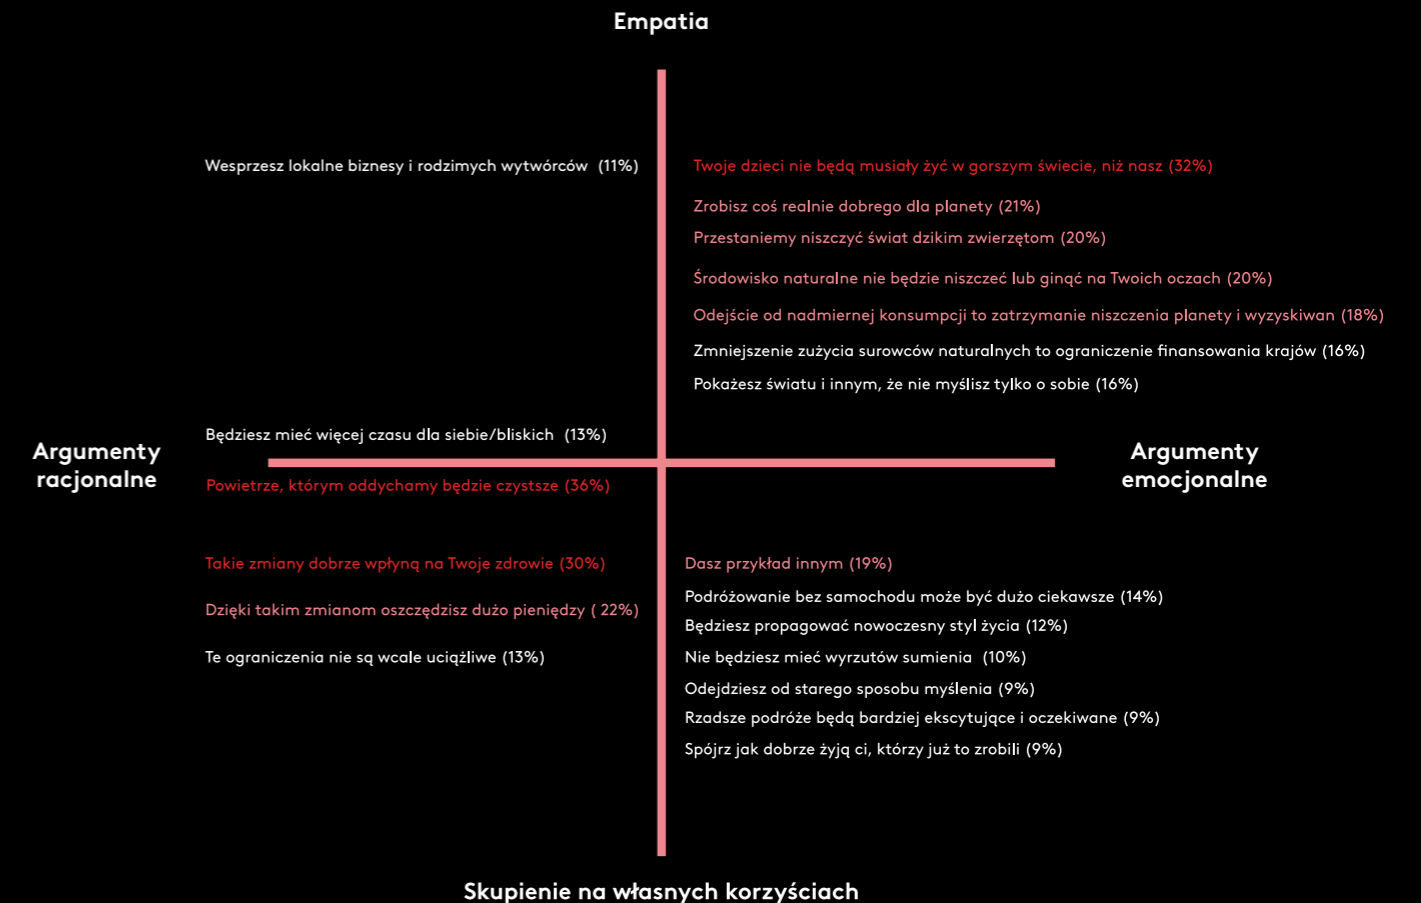 Empatia
Wesprzesz lokalne biznesy i rodzimych wytwórców (11%)
Twoje dzieci nie będą musiały żyć w gorszym świecie, niż nasz (32%)
Zrobisz coś realnie dobrego dla planety (21%)
Przestaniemy niszczyć świat dzikim zwierzętom (20%)
Środowisko naturalne nie będzie niszczeć lub ginąć na Twoich oczach (20%)
Odejście od nadmiernej konsumpcji to zatrzymanie niszczenia planety i wyzyskiwan (18%)
Zmniejszenie zużycia surowców naturalnych to ograniczenie finansowania krajów (16%)
Pokażesz światu i innym, że nie myślisz tylko o sobie (16%)
Będziesz mieć więcej czasu dla siebie/bliskich (13%)
Argumenty
racjonalne
Argumenty
emocjonalne
Powietrze, którym oddychamy będzie czystsze (36%)
Takie zmiany dobrze wpłyną na Twoje zdrowie (30%)
Dzięki takim zmianom oszczędzisz dużo pieniędzy ( 22%)
Te ograniczenia nie są wcale uciążliwe (13%)
Dasz przykład innym (19%)
Podróżowanie bez samochodu może być dużo ciekawsze (14%)
Będziesz propagować nowoczesny styl życia (12%)
Nie będziesz mieć wyrzutów sumienia (10%)
Odejdziesz od starego sposobu myślenia (9%)
Rzadsze podróże będą bardziej ekscytujące i oczekiwane (9%)
Spójrz jak dobrze żyją ci, którzy już to zrobili (9%)
Skupienie na własnych korzyściach